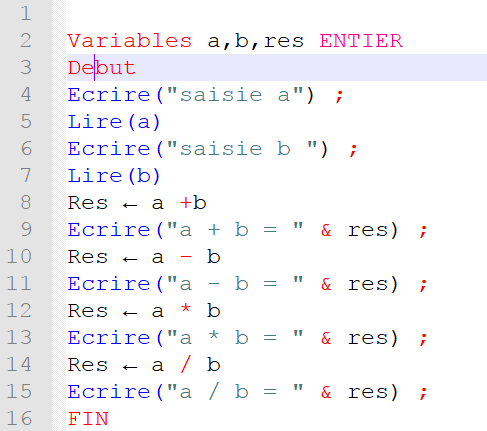 1
2 Variables a,b,res ENTIER
3 Debut
4 Ecrire("saisie a") ;
5 Lire(a)
6 Ecrire("saisie b ") ;
7 Lire(b)
8 Res ← a +b
9 Ecrire("a + b = " & res) ;
10 Res ← a - b
11 Ecrire("a - b = " & res) ;
12 Res ← a * b
13 Ecrire("a * b = " & res) ;
14 Res ← a / b
15 Ecrire("a / b = " & res) ;
16 FIN